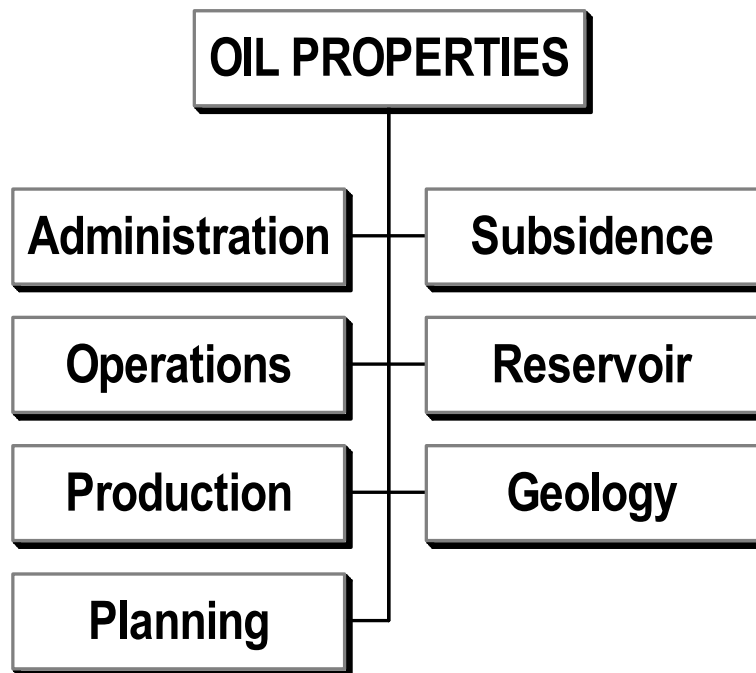 OIL PROPERTIES
Administration
Subsidence
Operations
Reservoir
Production
Geology
Planning